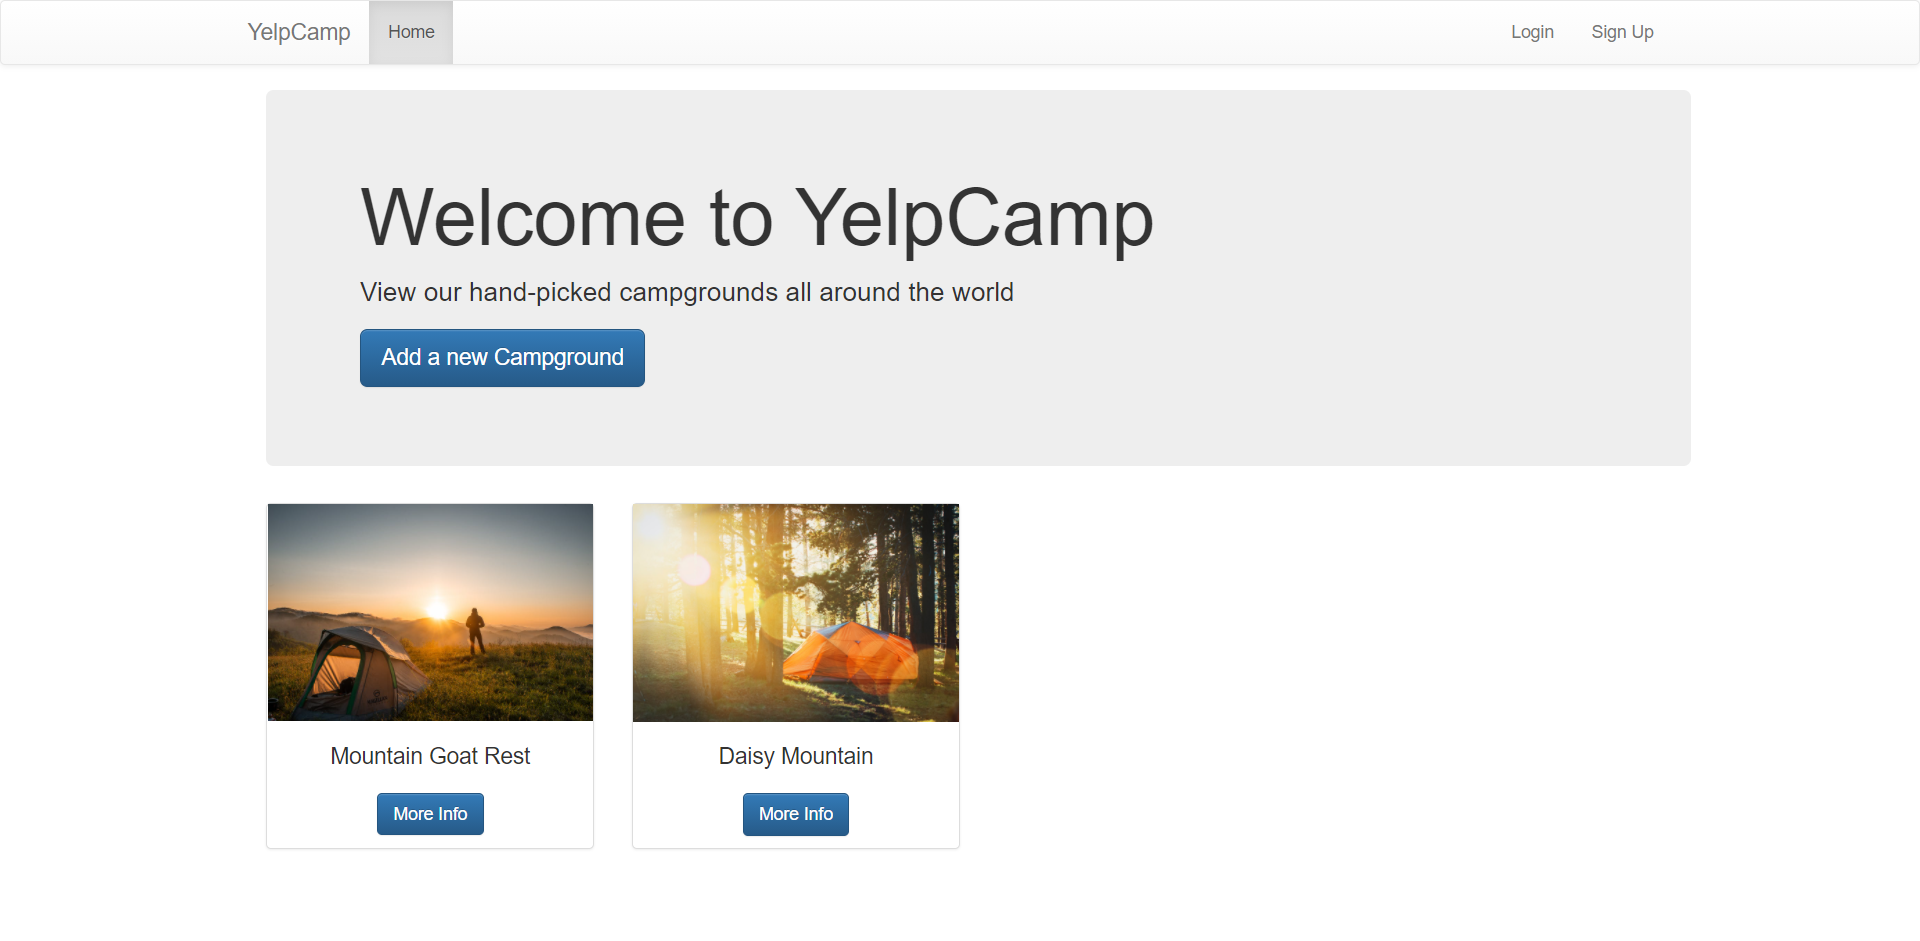 YelpCamp Home Login Sign Up
Welcome to YelpCamp
View our hand-picked campgrounds all around the world
Add a new Campground
Mountain Goat Rest
More Info
Daisy Mountain
More Info